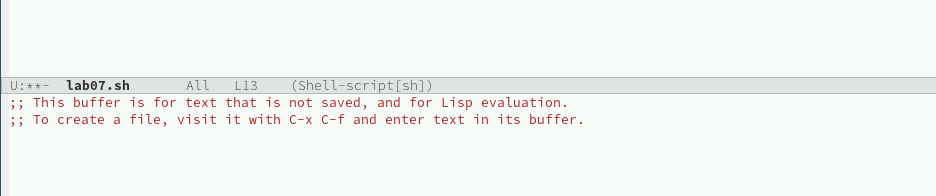 U:**-  lab07.sh       All   L13    (Shell-script[sh])
;; This buffer is for text that is not saved, and for Lisp evaluation.
;; To create a file, visit it with C-x C-f and enter text in its buffer.